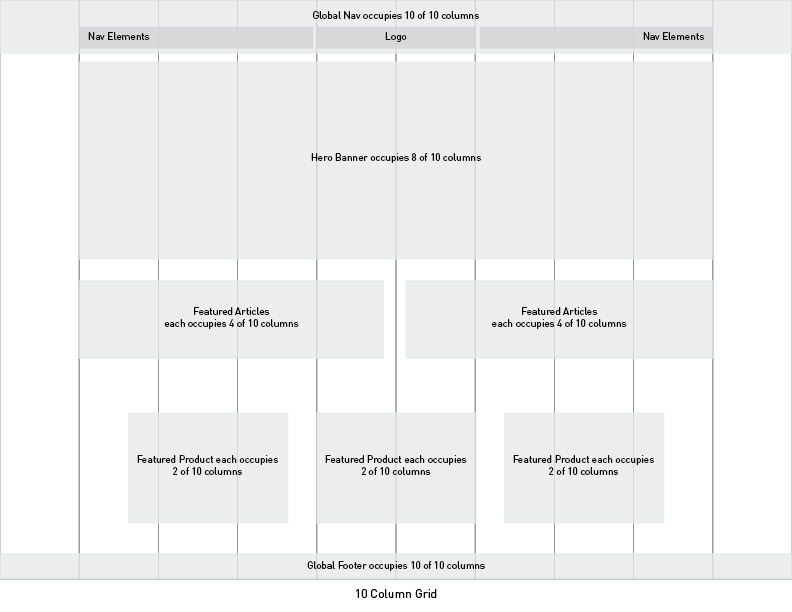 Global Nav occupies 10 of 10 columns
Nav Elements
Logo
Nav Elements
Hero Banner occupies 8 of 10 columns
Featured Articles
each occupies 4 of 10 columns
Featured Articles
each occupies 4 of 10 columns
Featured Product each occupies
2 of 10 columns
Featured Product each occupies
2 of 10 columns
Featured Product each occupies
2 of 10 columns
Global Footer occupies 10 of 10 columns
10 Column Grid